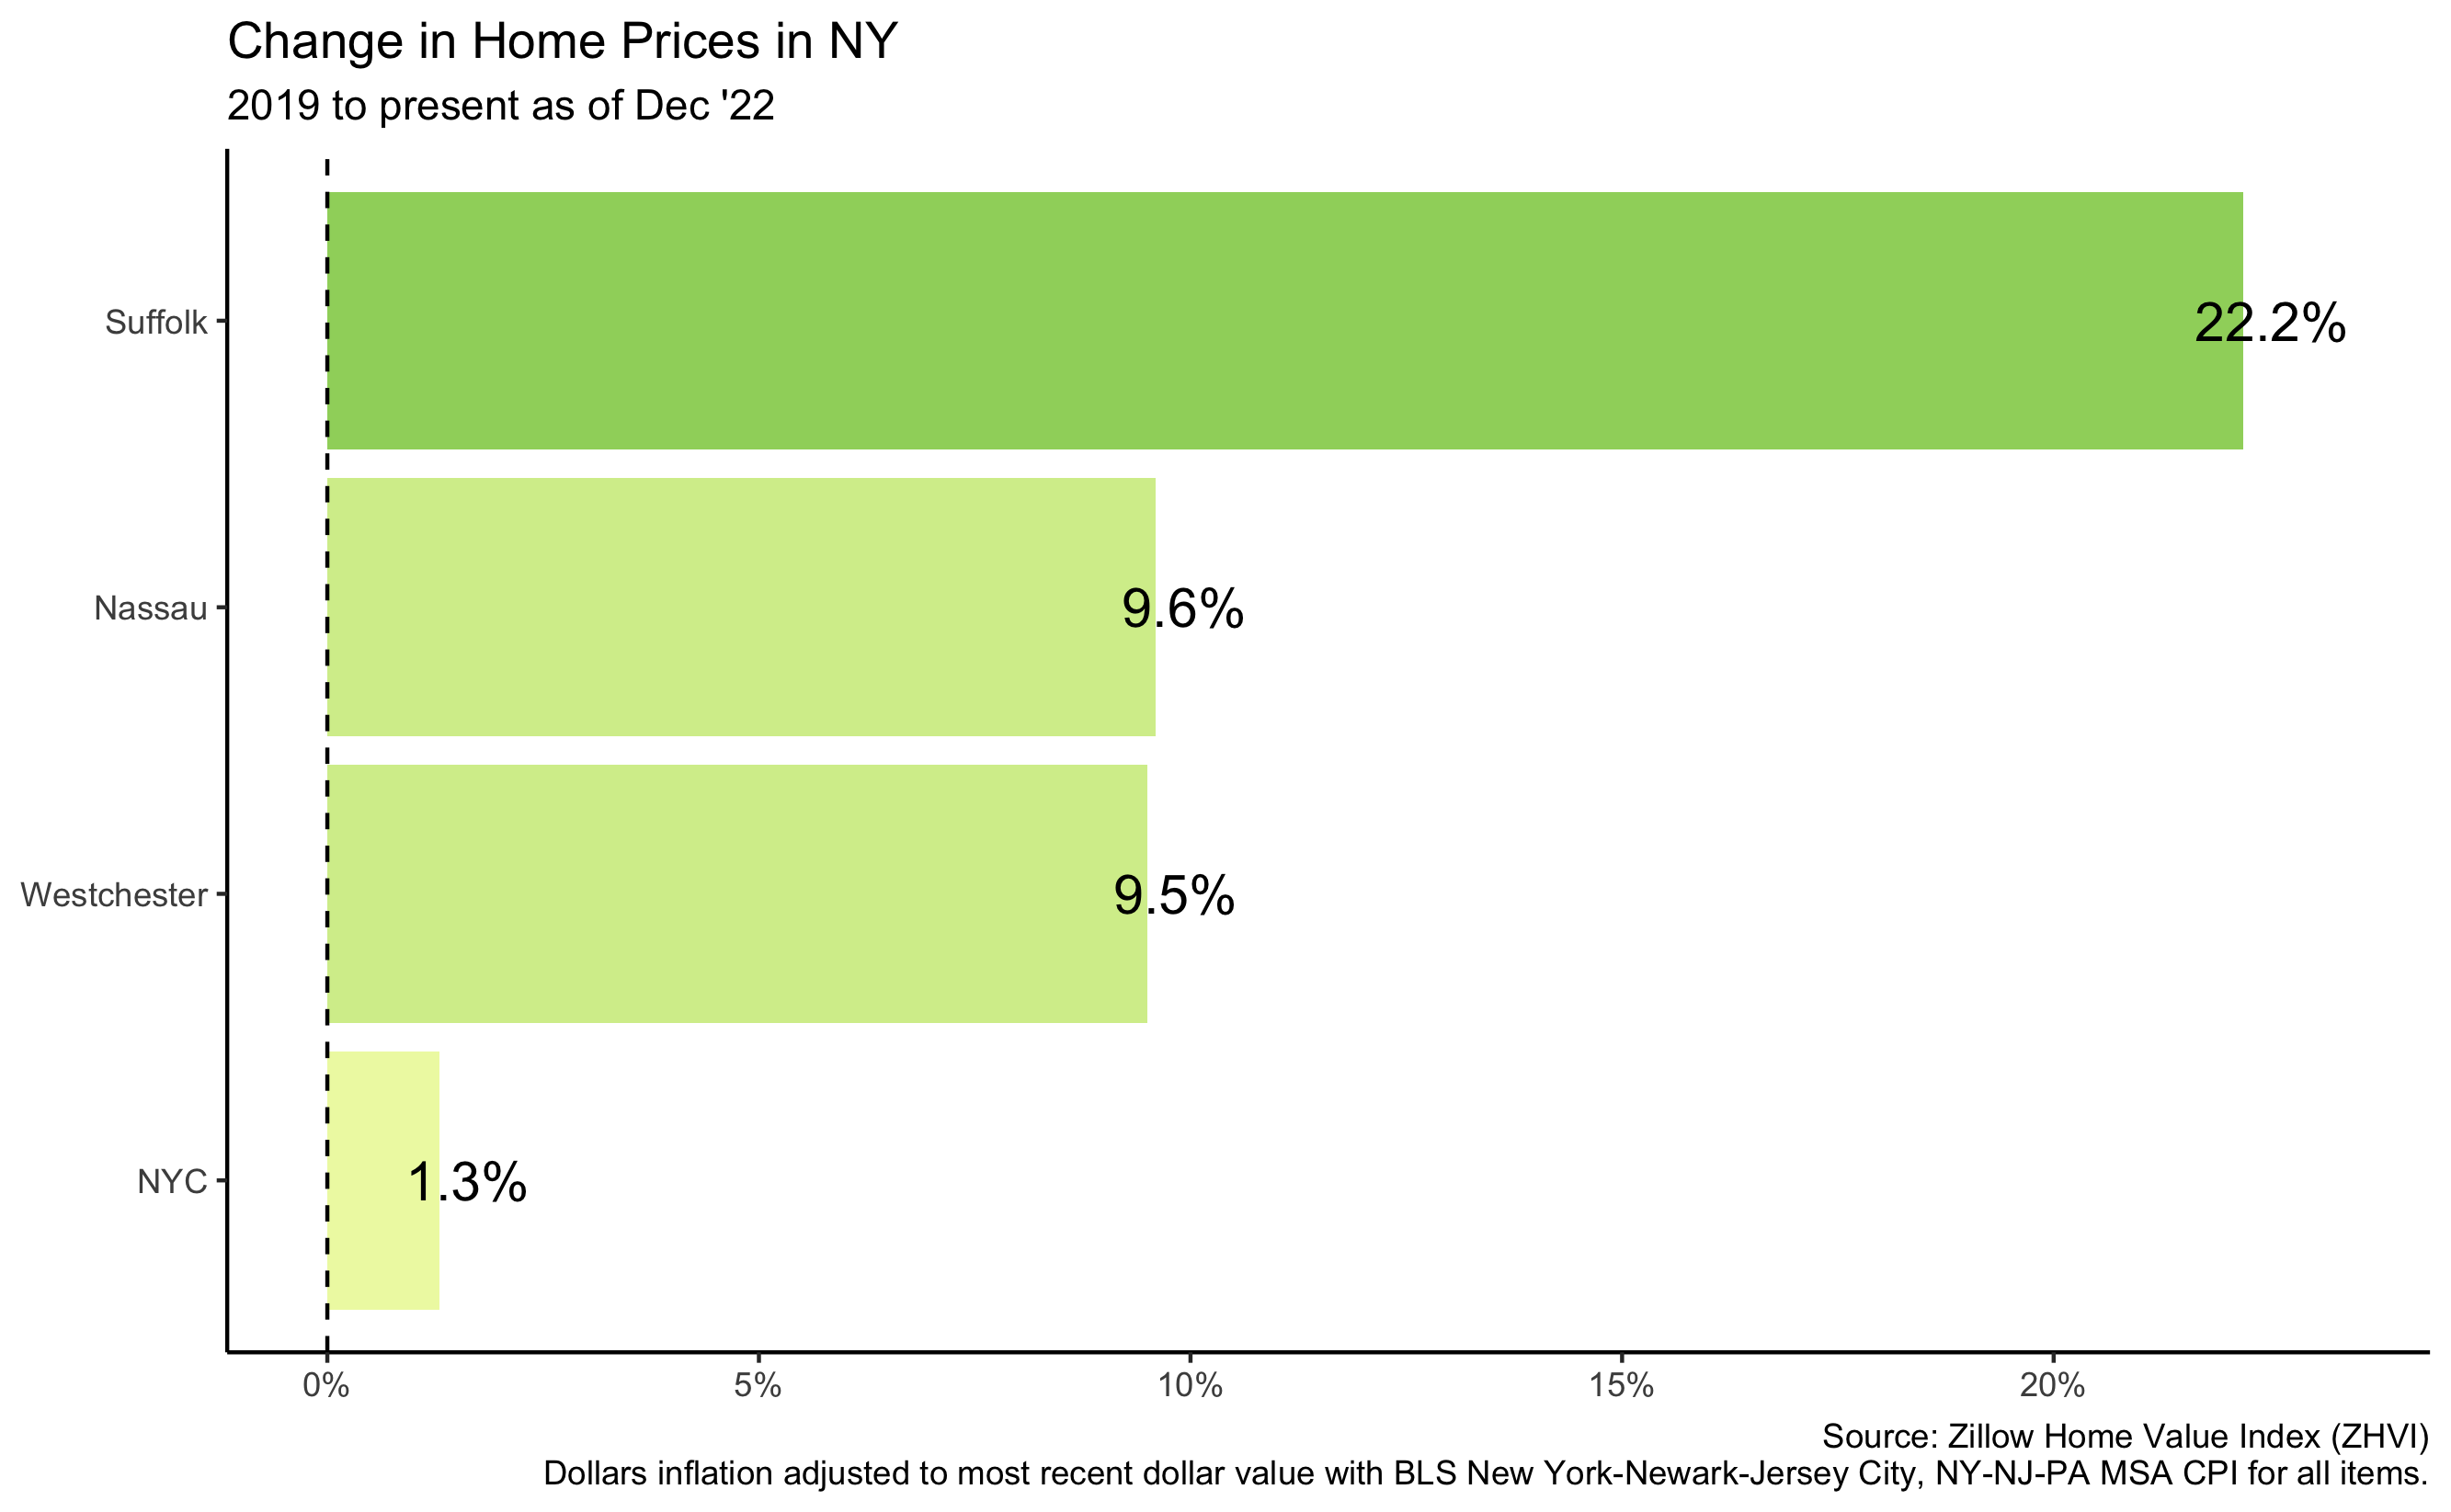 Change in Home Prices in NY
2019 to present as of Dec '22
Suffolk
22.2%
Nassau
9.6%
Westchester
9.5%
NYC
1.3%
0%
5%
10%
15%
20%
Source: Zillow Home Value Index (ZHVI)
Dollars inflation adjusted to most recent dollar value with BLS New York-Newark-Jersey City, NY-NJ-PA MSA CPI for all items.